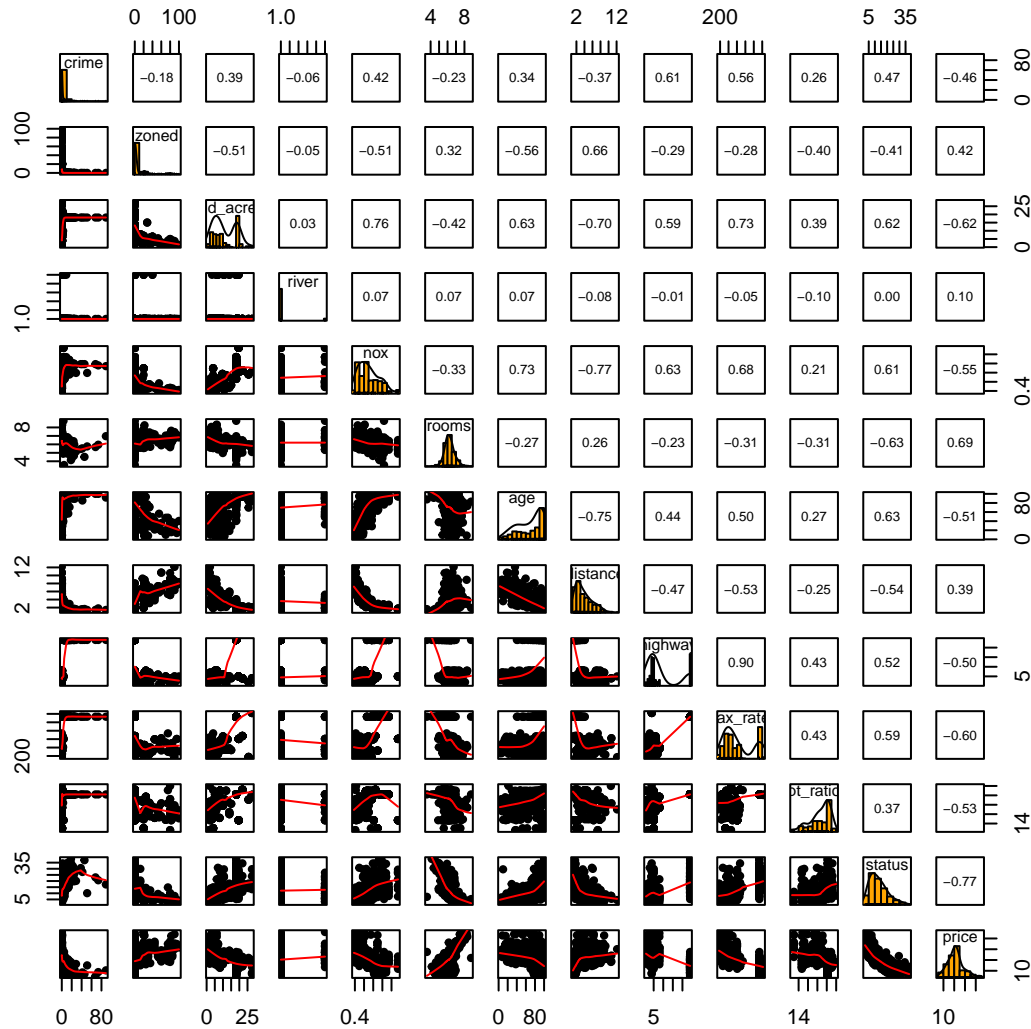 0 100 1.0 4 8 2 12 200 5 35
crime −0.18 0.39 −0.06 0.42 −0.23 0.34 −0.37 0.61 0.56 0.26 0.47 −0.46 0 80
0 100 zoned −0.51 −0.05 −0.51 0.32 −0.56 0.66 −0.29 −0.28 −0.40 −0.41 0.42
d_acre 0.03 0.76 −0.42 0.63 −0.70 0.59 0.73 0.39 0.62 −0.62 0 25
1.0 river 0.07 0.07 0.07 −0.08 −0.01 −0.05 −0.10 0.00 0.10
nox −0.33 0.73 −0.77 0.63 0.68 0.21 0.61 −0.55 0.4
4 8 rooms −0.27 0.26 −0.23 −0.31 −0.31 −0.63 0.69
age −0.75 0.44 0.50 0.27 0.63 −0.51 0 80
2 12 distance −0.47 −0.53 −0.25 −0.54 0.39
highway 0.90 0.43 0.52 −0.50 5
200 ax_rate 0.43 0.59 −0.60
pt_ratio 0.37 −0.53 14
5 35 status −0.77
price 10
0 80 0 25 0.4 0 80 5 14 10